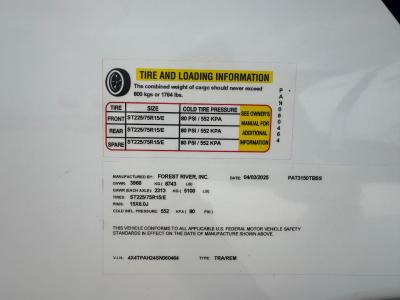 TIRE AND LOADING INFORMATION
The combined weight of cargo should never exceed
800 kgs or 1764 lbs.
TIRE SIZE COLD TIRE PRESSURE SEE OWNER'S MANUAL FOR ADDITIONAL INFORMATION
FRONT ST225/75R15/E 80 PSI / 552 KPA
REAR ST225/75R15/E 80 PSI / 552 KPA
SPARE ST225/75R15/E 80 PSI / 552 KPA
PAN060464
MANUFACTURED BY: FOREST RIVER, INC. DATE: 04/03/2025 PAT3150TBSS
GVWR: 3966 KG ( 8743 LB)
GAWR (EACH AXLE): 2313 KG ( 5100 LB)
TIRES: ST225/75R15/E
RIMS: 15X6.0J
COLD INFL. PRESSURE: 552 KPA ( 80 PSI)
THIS VEHICLE CONFORMS TO ALL APPLICABLE U.S. FEDERAL MOTOR VEHICLE SAFETY
STANDARDS IN EFFECT ON THE DATE OF MANUFACTURE SHOWN ABOVE.
V.I.N.: 4X4TPAH24SN060464 TYPE: TRA/REM